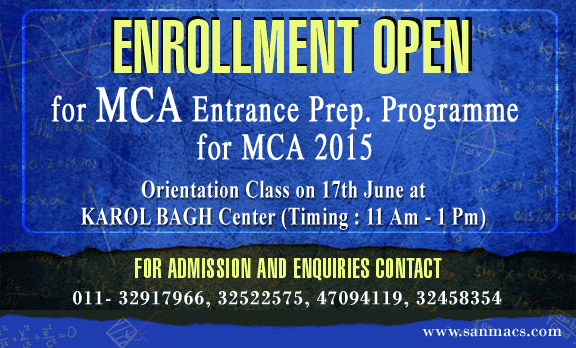 ENROLLMENT OPEN
for MCA Entrance Prep. Programme
for MCA 2015
Orientation Class on 17th June at
KAROL BAGH Center (Timing : 11 Am - 1 Pm)
FOR ADMISSION AND ENQUIRIES CONTACT
011- 32917966, 32522575, 47094119, 32458354
www.sanmacs.com